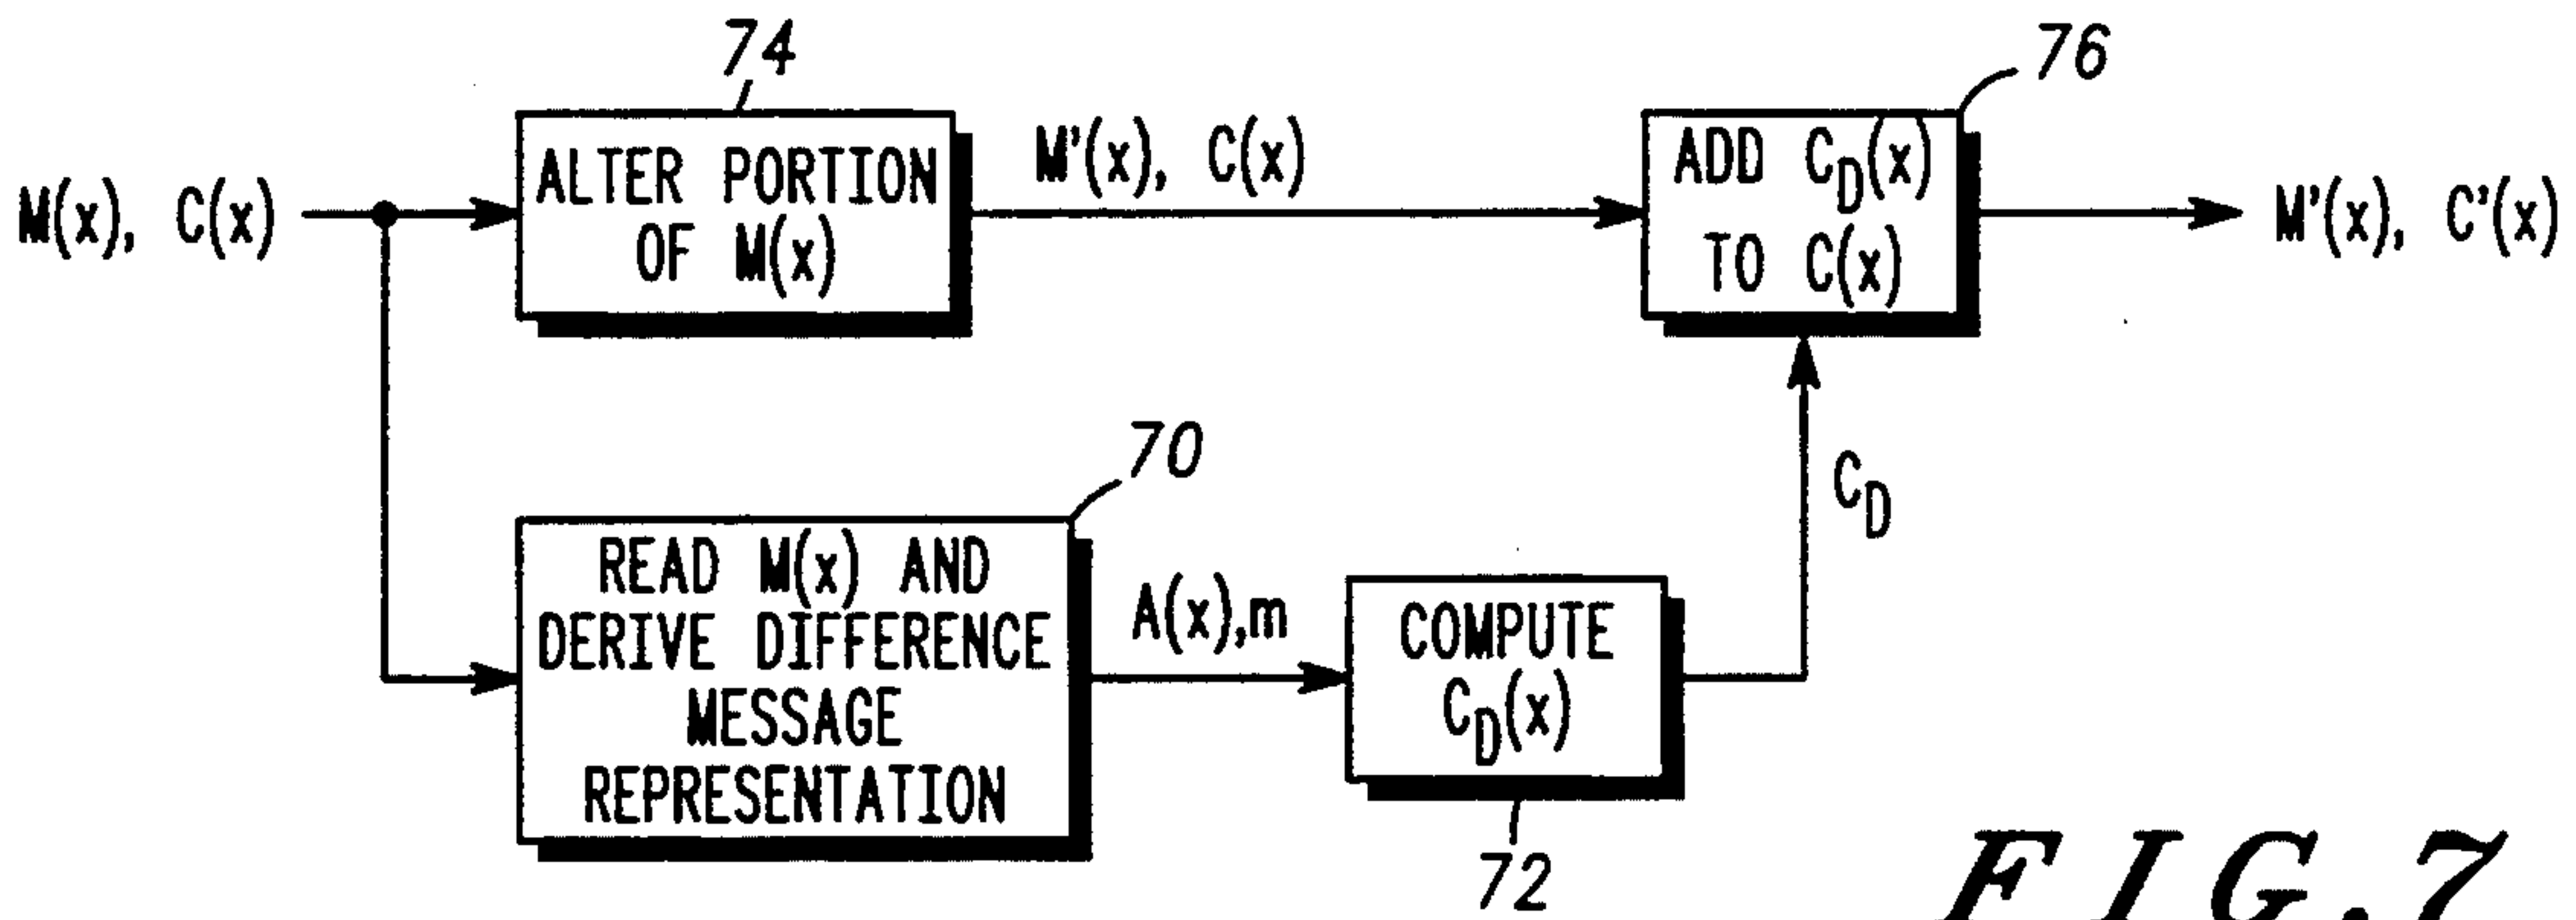 74
76
ALTER PORTION
OF M(x)
M'(x), C(x)
ADD C_D(x)
TO C(x)
M(x), C(x)
M'(x), C'(x)
70
C_D
READ M(x) AND
DERIVE DIFFERENCE
MESSAGE
REPRESENTATION
A(x),m
COMPUTE
C_D(x)
72
FIG.7